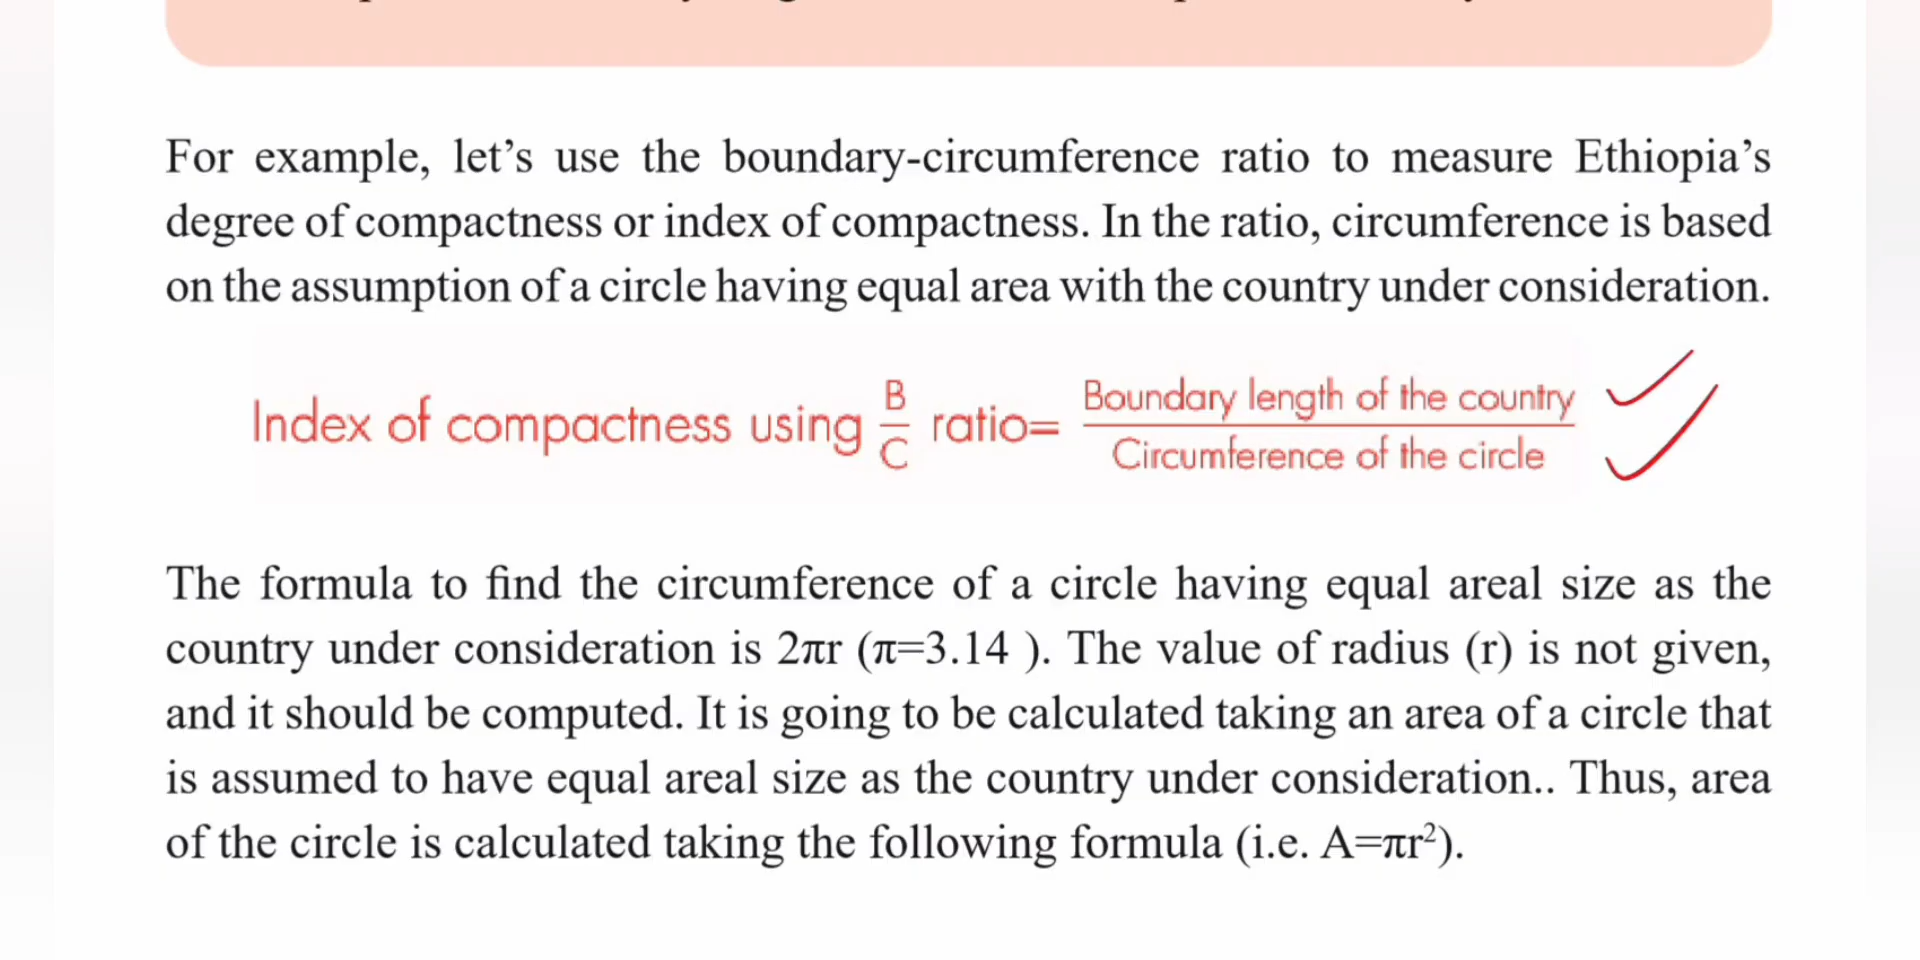 For example, let’s use the boundary-circumference ratio to measure Ethiopia’s
degree of compactness or index of compactness. In the ratio, circumference is based
on the assumption of a circle having equal area with the country under consideration.
Index of compactness using B/C ratio= Boundary length of the country / Circumference of the circle
The formula to find the circumference of a circle having equal areal size as the
country under consideration is 2πr (π=3.14 ). The value of radius (r) is not given,
and it should be computed. It is going to be calculated taking an area of a circle that
is assumed to have equal areal size as the country under consideration.. Thus, area
of the circle is calculated taking the following formula (i.e. A=πr²).